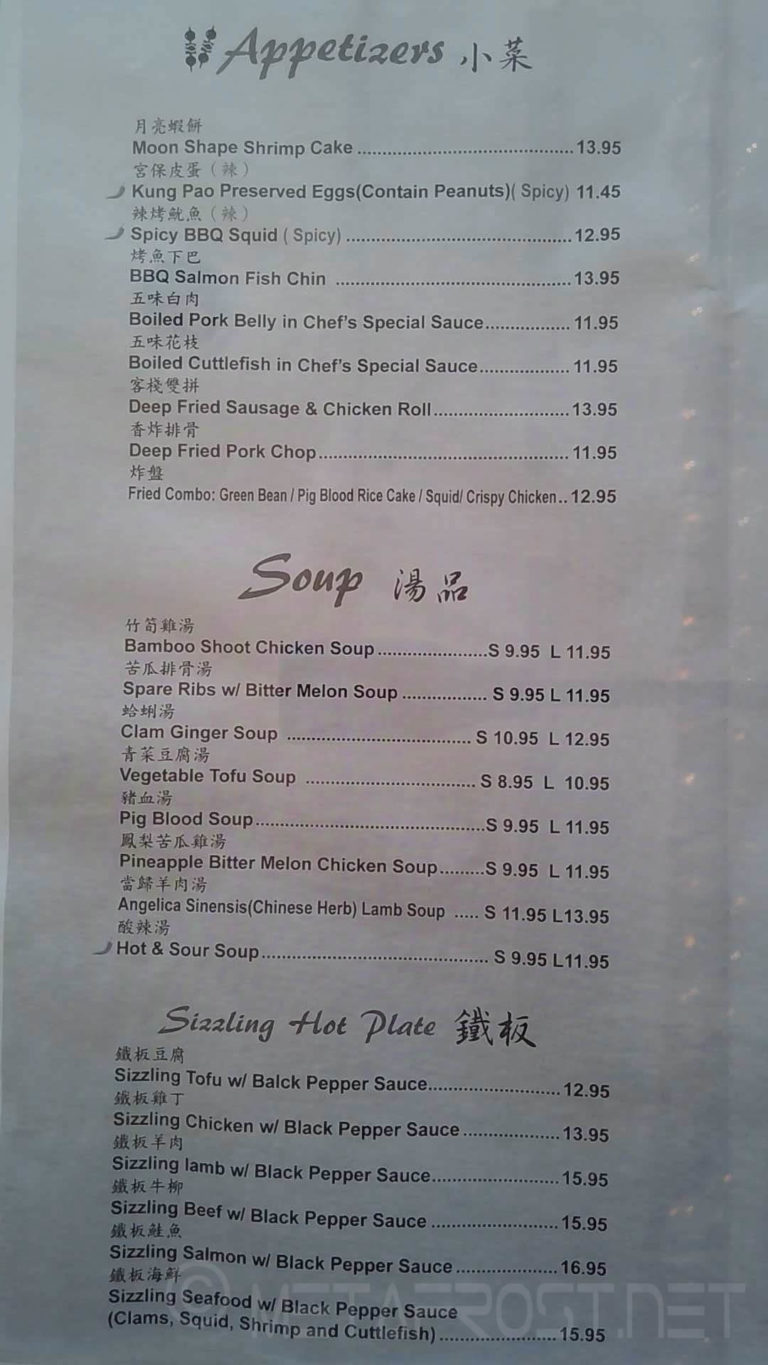 Appetizers 小菜
月亮蝦餅
Moon Shape Shrimp Cake ........................................ 13.95
宮保皮蛋（辣）
Kung Pao Preserved Eggs(Contain Peanuts)( Spicy) 11.45
辣烤魷魚（辣）
Spicy BBQ Squid ( Spicy) .......................................... 12.95
烤魚下巴
BBQ Salmon Fish Chin ........................................... 13.95
五味白肉
Boiled Pork Belly in Chef's Special Sauce................. 11.95
五味花枝
Boiled Cuttlefish in Chef's Special Sauce.................. 11.95
客棧雙拼
Deep Fried Sausage & Chicken Roll......................... 13.95
香炸排骨
Deep Fried Pork Chop.............................................. 11.95
炸盤
Fried Combo: Green Bean / Pig Blood Rice Cake / Squid/ Crispy Chicken.. 12.95
Soup 湯品
竹筍雞湯
Bamboo Shoot Chicken Soup......................S 9.95 L 11.95
苦瓜排骨湯
Spare Ribs w/ Bitter Melon Soup ................. S 9.95 L 11.95
蛤蜊湯
Clam Ginger Soup .................................... S 10.95 L 12.95
青菜豆腐湯
Vegetable Tofu Soup ................................. S 8.95 L 10.95
豬血湯
Pig Blood Soup.............................................S 9.95 L 11.95
鳳梨苦瓜雞湯
Pineapple Bitter Melon Chicken Soup.........S 9.95 L 11.95
當歸羊肉湯
Angelica Sinensis(Chinese Herb) Lamb Soup ..... S 11.95 L13.95
酸辣湯
Hot & Sour Soup............................................ S 9.95 L11.95
Sizzling Hot Plate 鐵板
鐵板豆腐
Sizzling Tofu w/ Balck Pepper Sauce.......................... 12.95
鐵板雞丁
Sizzling Chicken w/ Black Pepper Sauce................... 13.95
鐵板羊肉
Sizzling lamb w/ Black Pepper Sauce......................... 15.95
鐵板牛柳
Sizzling Beef w/ Black Pepper Sauce ......................... 15.95
鐵板鮭魚
Sizzling Salmon w/ Black Pepper Sauce .................... 16.95
鐵板海鮮
Sizzling Seafood w/ Black Pepper Sauce
(Clams, Squid, Shrimp and Cuttlefish)....................... 15.95
© METAFROST.NET